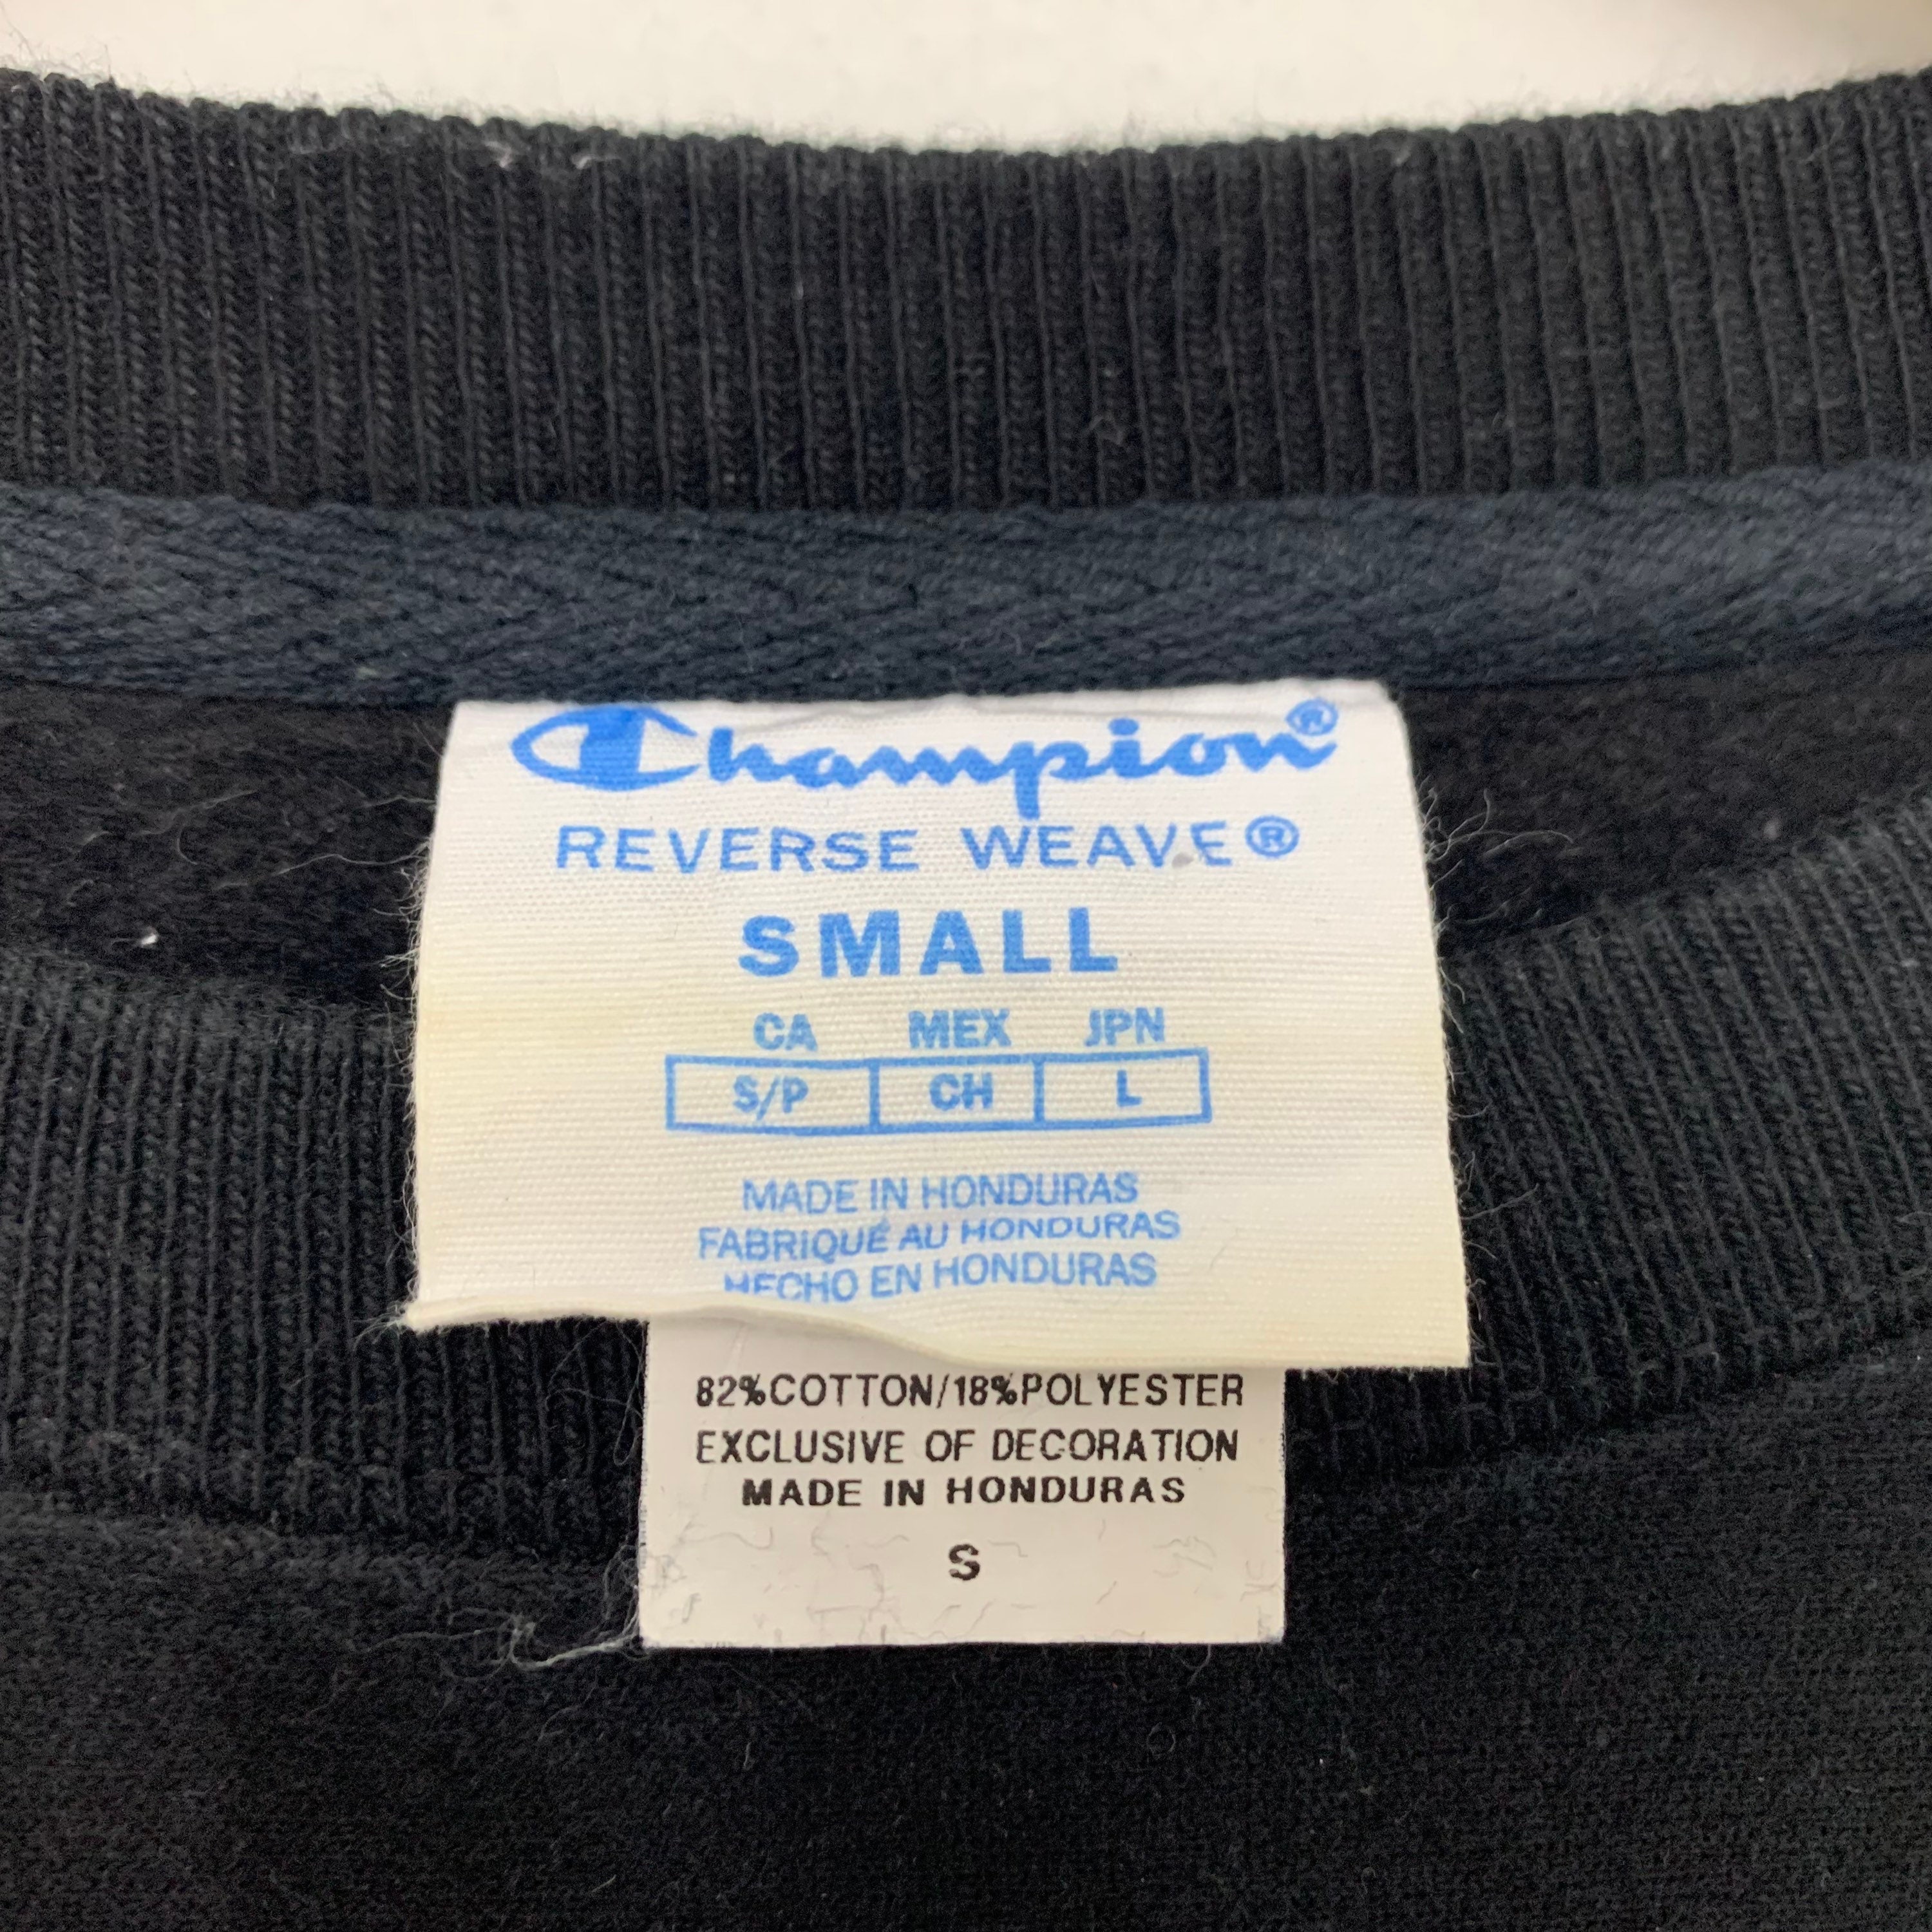 Champion®
REVERSE WEAVE®
SMALL
CA MEX JPN
S/P CH L
MADE IN HONDURAS
FABRIQUÉ AU HONDURAS
HECHO EN HONDURAS
82%COTTON/18%POLYESTER
EXCLUSIVE OF DECORATION
MADE IN HONDURAS
S